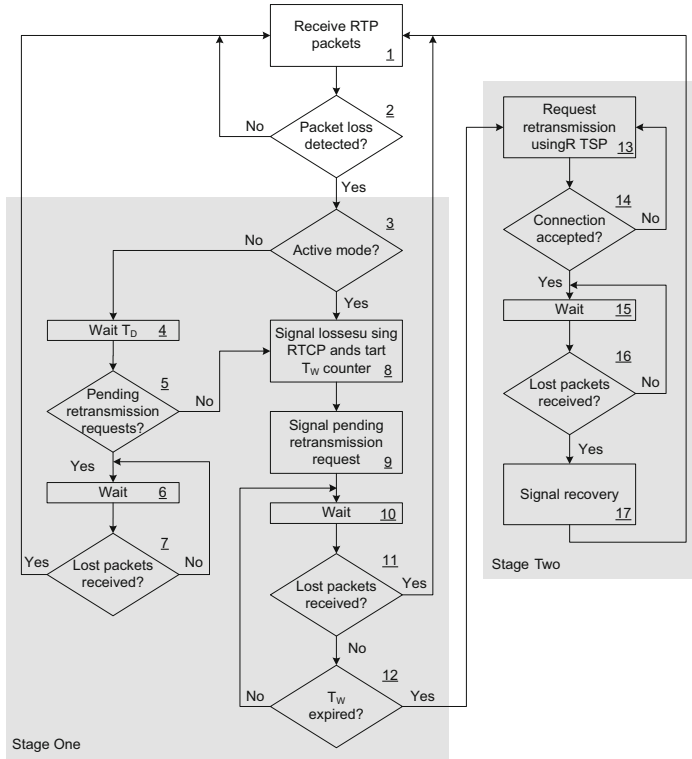 Receive RTP
packets
1
2
Packet loss
detected?
No
Yes
3
Active mode?
No
Yes
Wait TD
4
5
Pending
retransmission
requests?
No
Yes
Wait
6
7
Lost packets
received?
Yes
No
Signal lossesu sing
RTCP ands tart
TW counter
8
Signal pending
retransmission
request
9
Wait
10
11
Lost packets
received?
Yes
No
12
TW
expired?
No
Yes
Stage One
Request
retransmission
usingR TSP
13
14
Connection
accepted?
No
Yes
Wait
15
16
Lost packets
received?
No
Yes
Signal recovery
17
Stage Two